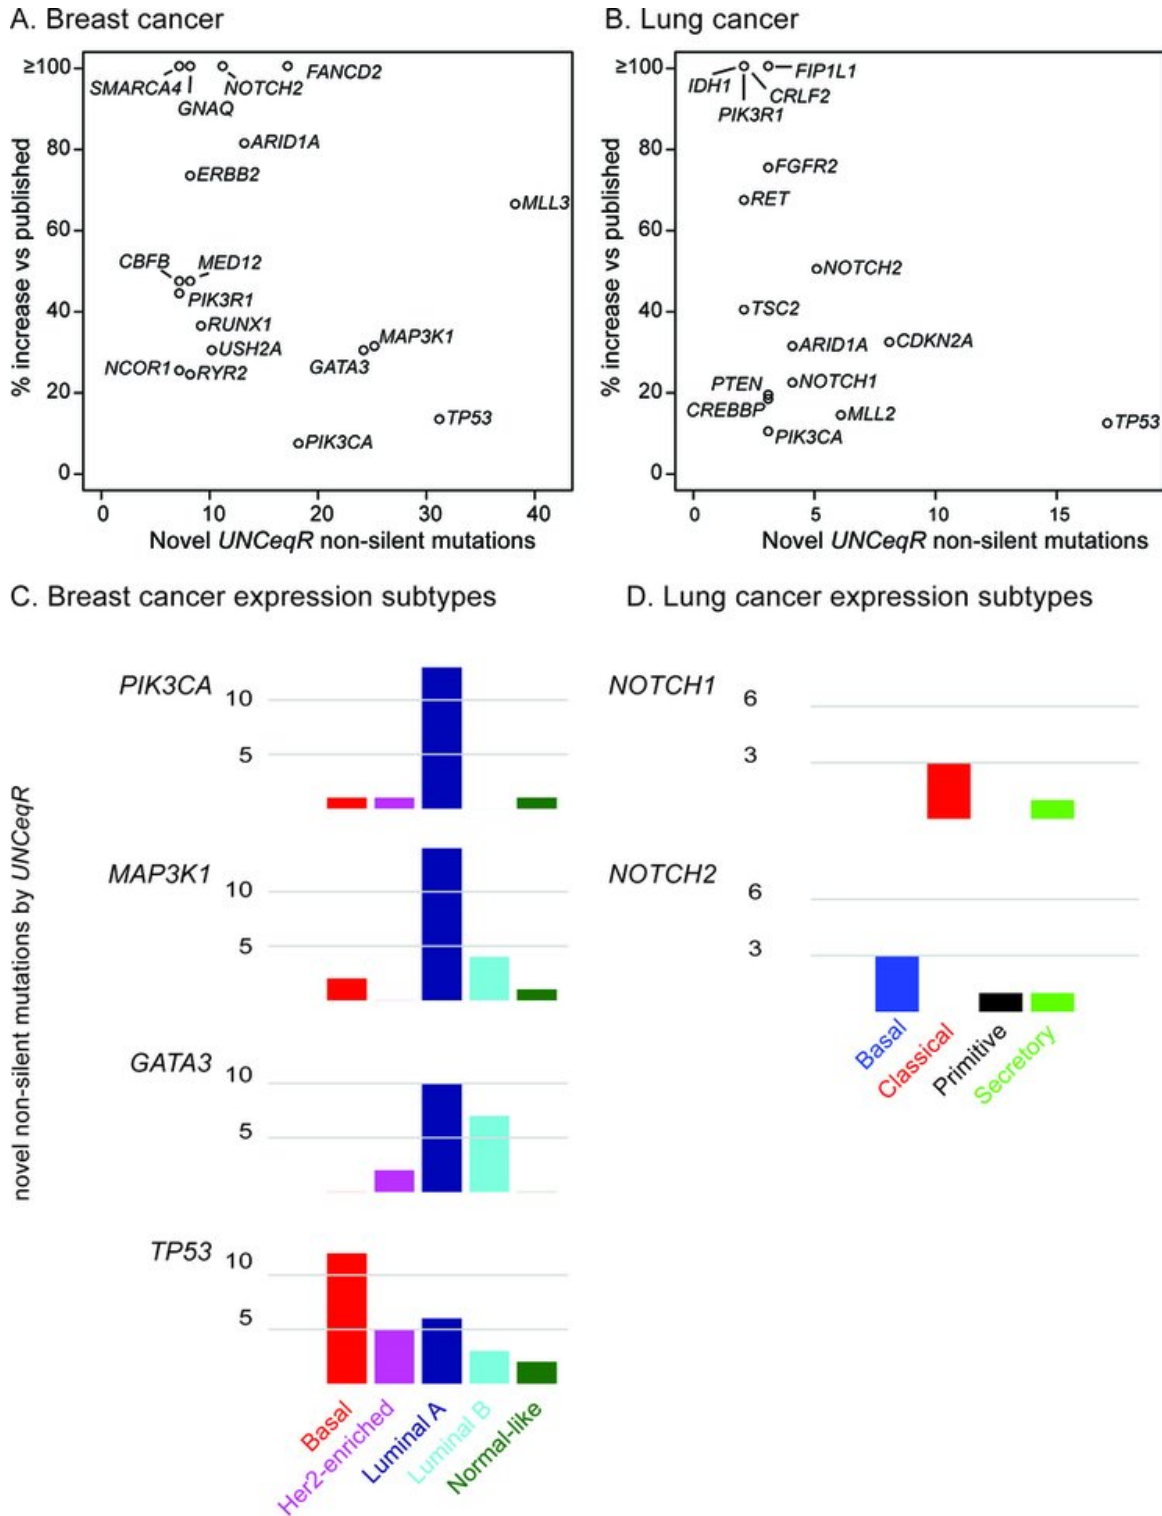 A. Breast cancer
% increase vs published
≥100
80
60
40
20
0
SMARCA4
GNAQ
NOTCH2
FANCD2
ARID1A
ERBB2
MLL3
CBFB
MED12
PIK3R1
RUNX1
USH2A
MAP3K1
GATA3
NCOR1
RYR2
TP53
PIK3CA
0 10 20 30 40
Novel UNCeqR non-silent mutations
B. Lung cancer
% increase vs published
≥100
80
60
40
20
0
IDH1
FIP1L1
CRLF2
PIK3R1
FGFR2
RET
NOTCH2
TSC2
ARID1A
CDKN2A
PTEN
NOTCH1
CREBBP
MLL2
TP53
PIK3CA
0 5 10 15
Novel UNCeqR non-silent mutations
C. Breast cancer expression subtypes
novel non-silent mutations by UNCeqR
PIK3CA
10
5
MAP3K1
10
5
GATA3
10
5
TP53
10
5
Basal
Her2-enriched
Luminal A
Luminal B
Normal-like
D. Lung cancer expression subtypes
NOTCH1
6
3
NOTCH2
6
3
Basal
Classical
Primitive
Secretory